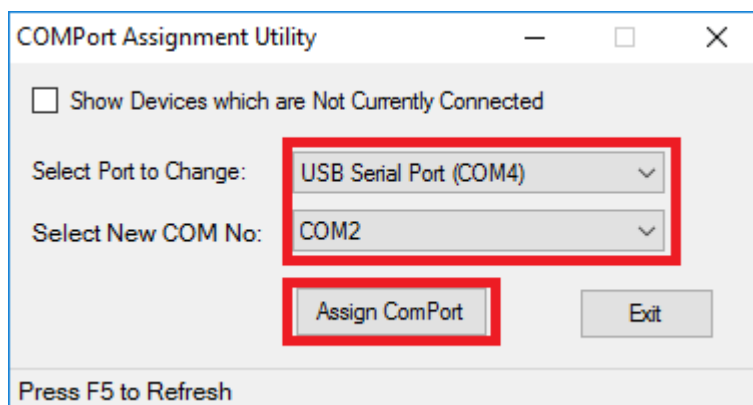 COMPort Assignment Utility
Show Devices which are Not Currently Connected
Select Port to Change: USB Serial Port (COM4)
Select New COM No: COM2
Assign ComPort Exit
Press F5 to Refresh